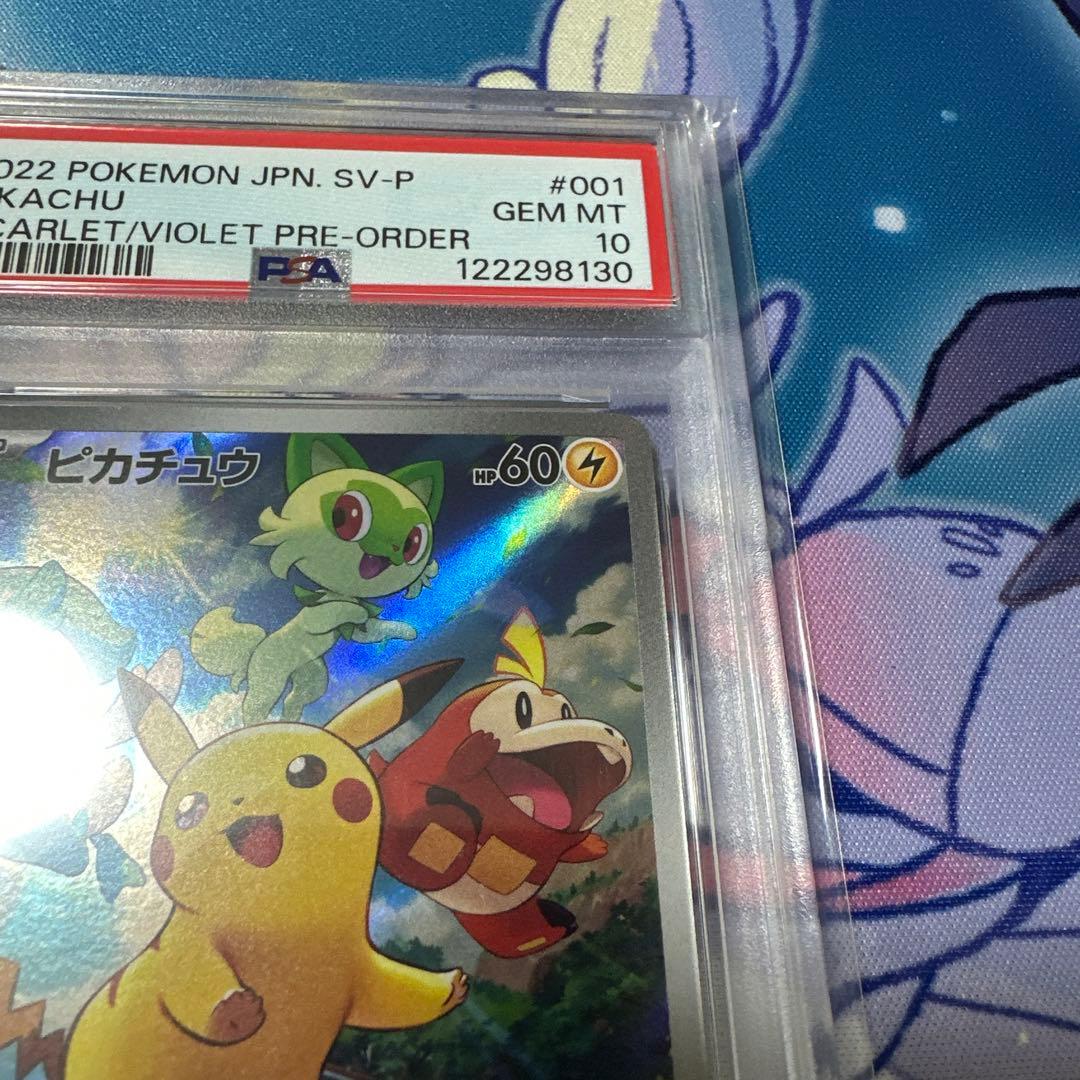 022 POKEMON JPN. SV-P #001
KACHU GEM MT
CARLET/VIOLET PRE-ORDER 10
PSA 122298130
ピカチュウ HP60